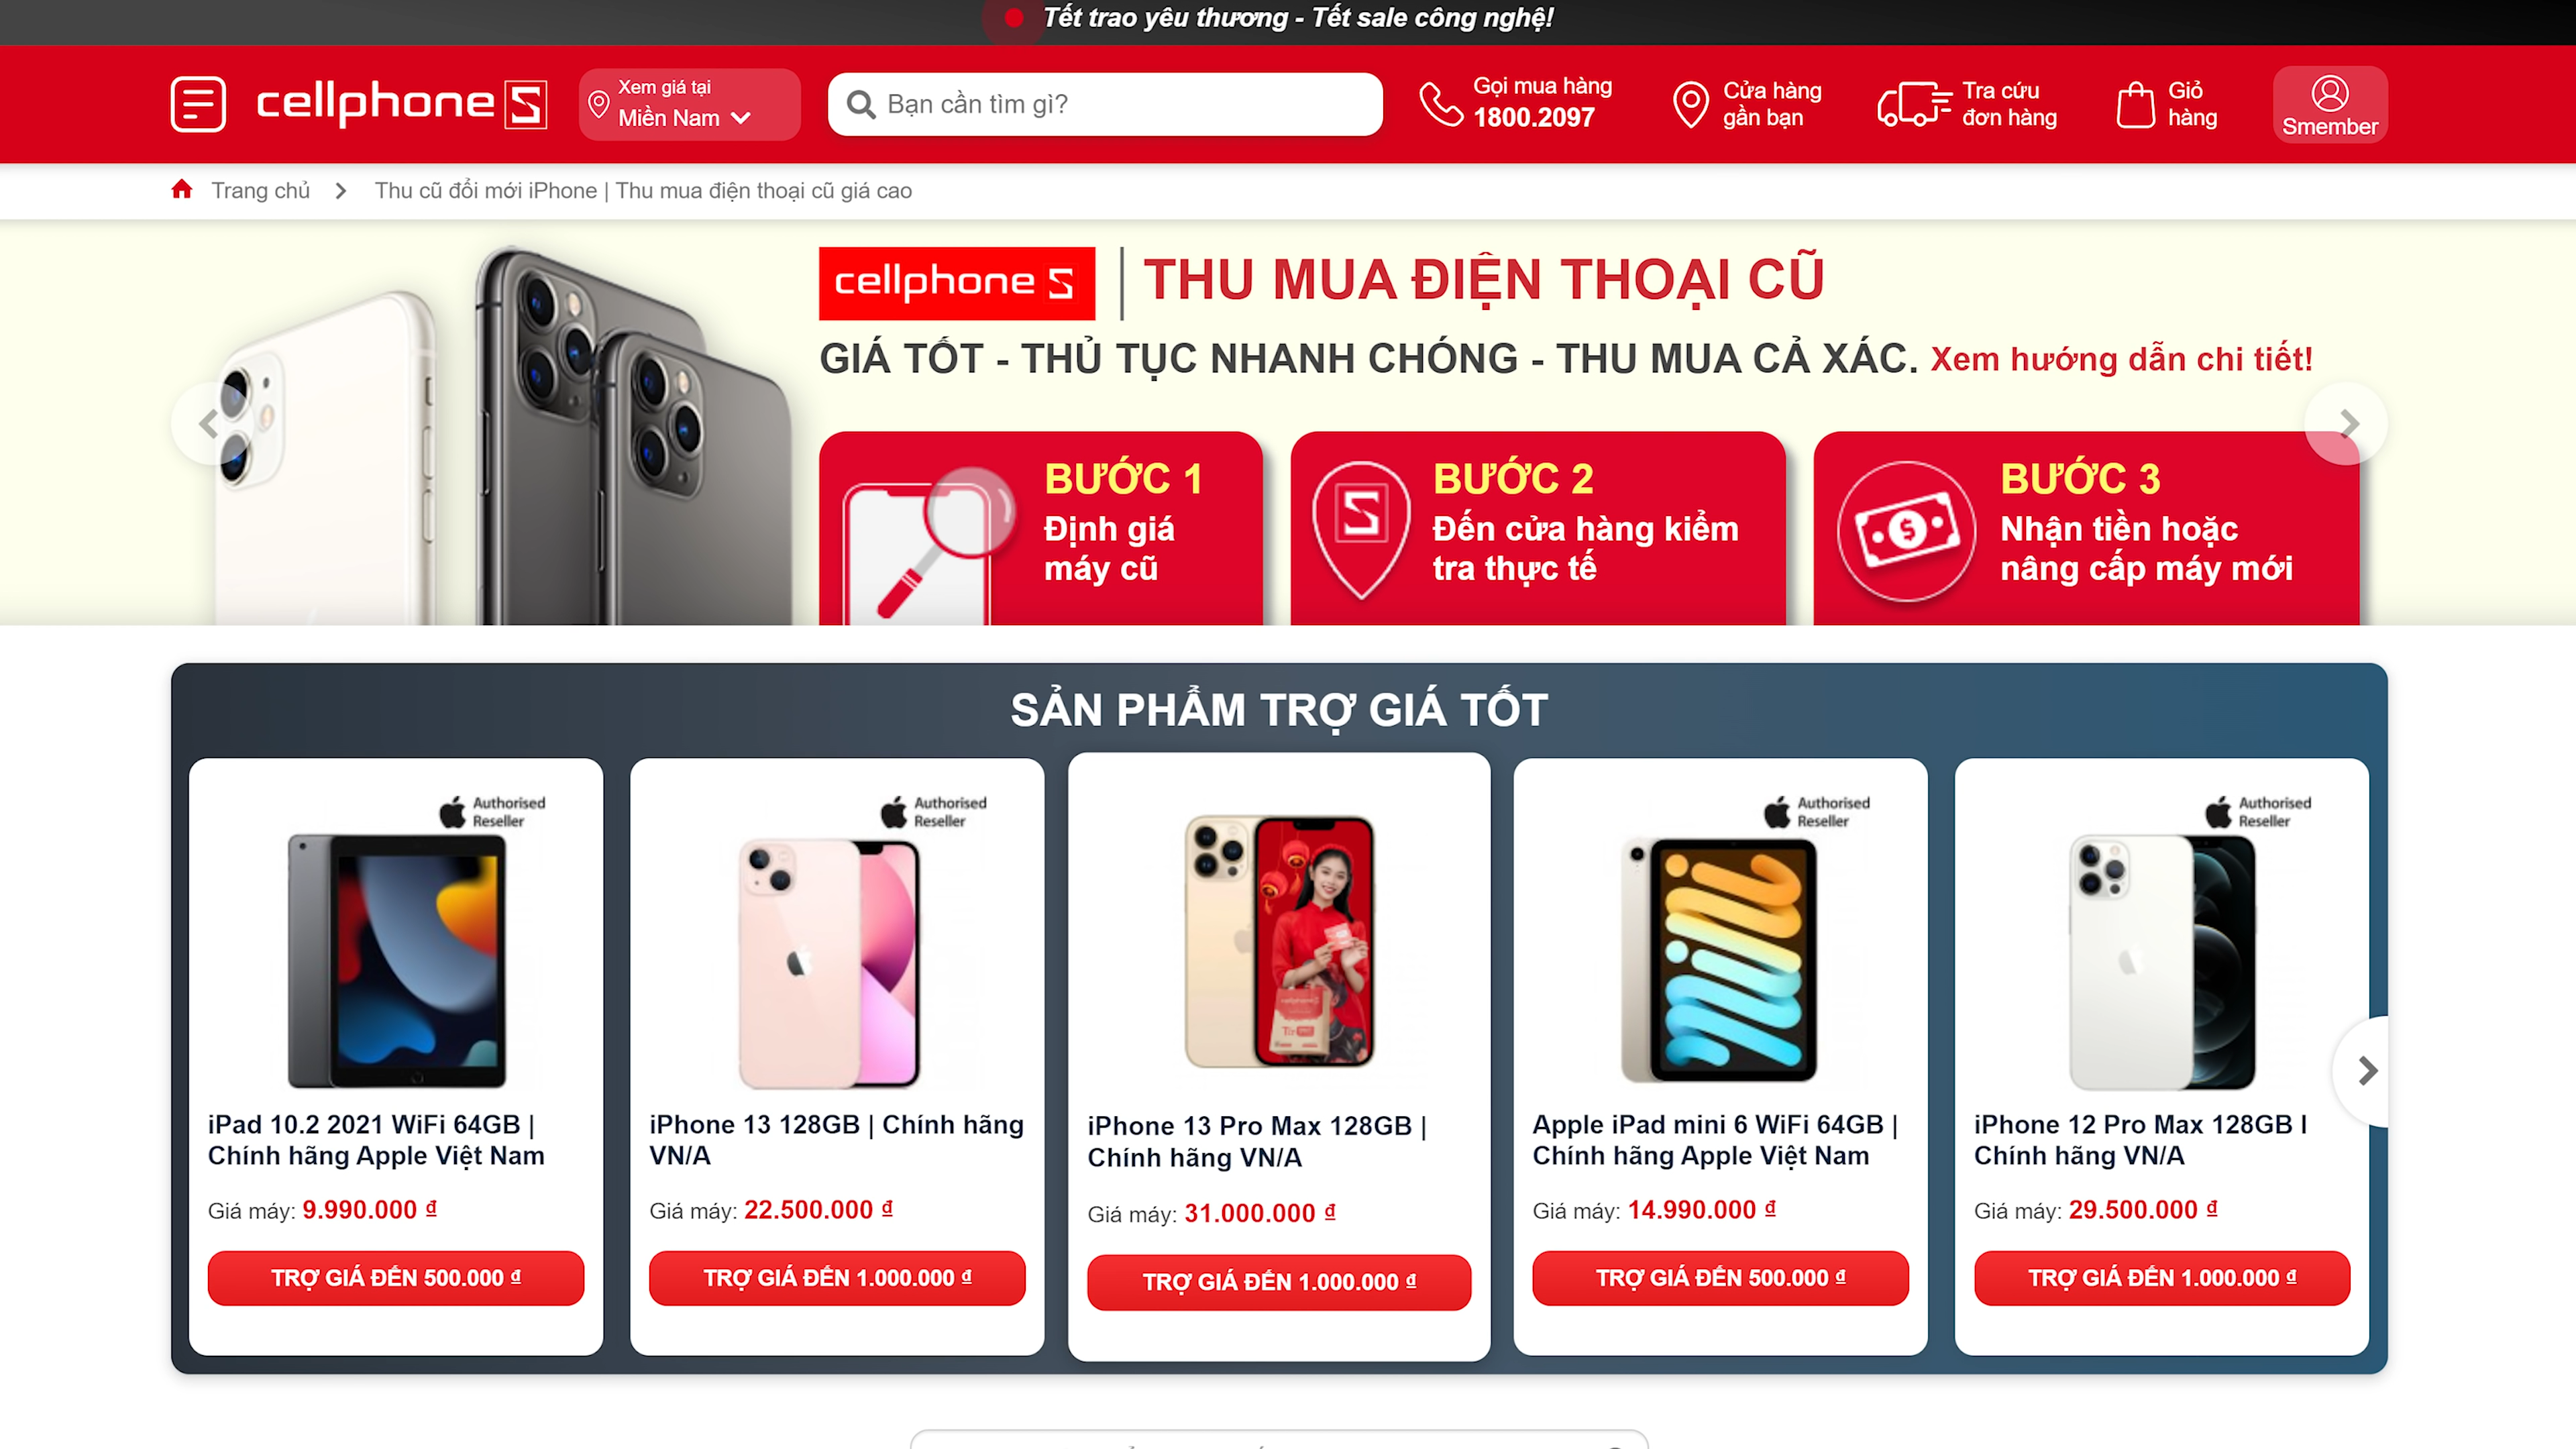 Tết trao yêu thương - Tết sale công nghệ!
cellphone S
Xem giá tại
Miền Nam
Bạn cần tìm gì?
Gọi mua hàng
1800.2097
Cửa hàng
gần bạn
Tra cứu
đơn hàng
Giỏ
hàng
Smember
Trang chủ
Thu cũ đổi mới iPhone | Thu mua điện thoại cũ giá cao
cellphone S
THU MUA ĐIỆN THOẠI CŨ
GIÁ TỐT - THỦ TỤC NHANH CHÓNG - THU MUA CẢ XÁC. Xem hướng dẫn chi tiết!
BƯỚC 1
Định giá
máy cũ
BƯỚC 2
Đến cửa hàng kiểm
tra thực tế
BƯỚC 3
Nhận tiền hoặc
nâng cấp máy mới
SẢN PHẨM TRỢ GIÁ TỐT
Authorised
Reseller
iPad 10.2 2021 WiFi 64GB |
Chính hãng Apple Việt Nam
Giá máy: 9.990.000 ₫
TRỢ GIÁ ĐẾN 500.000 ₫
Authorised
Reseller
iPhone 13 128GB | Chính hãng
VN/A
Giá máy: 22.500.000 ₫
TRỢ GIÁ ĐẾN 1.000.000 ₫
iPhone 13 Pro Max 128GB |
Chính hãng VN/A
Giá máy: 31.000.000 ₫
TRỢ GIÁ ĐẾN 1.000.000 ₫
Authorised
Reseller
mini
Apple iPad mini 6 WiFi 64GB |
Chính hãng Apple Việt Nam
Giá máy: 14.990.000 ₫
TRỢ GIÁ ĐẾN 500.000 ₫
Authorised
Reseller
iPhone 12 Pro Max 128GB I
Chính hãng VN/A
Giá máy: 29.500.000 ₫
TRỢ GIÁ ĐẾN 1.000.000 ₫